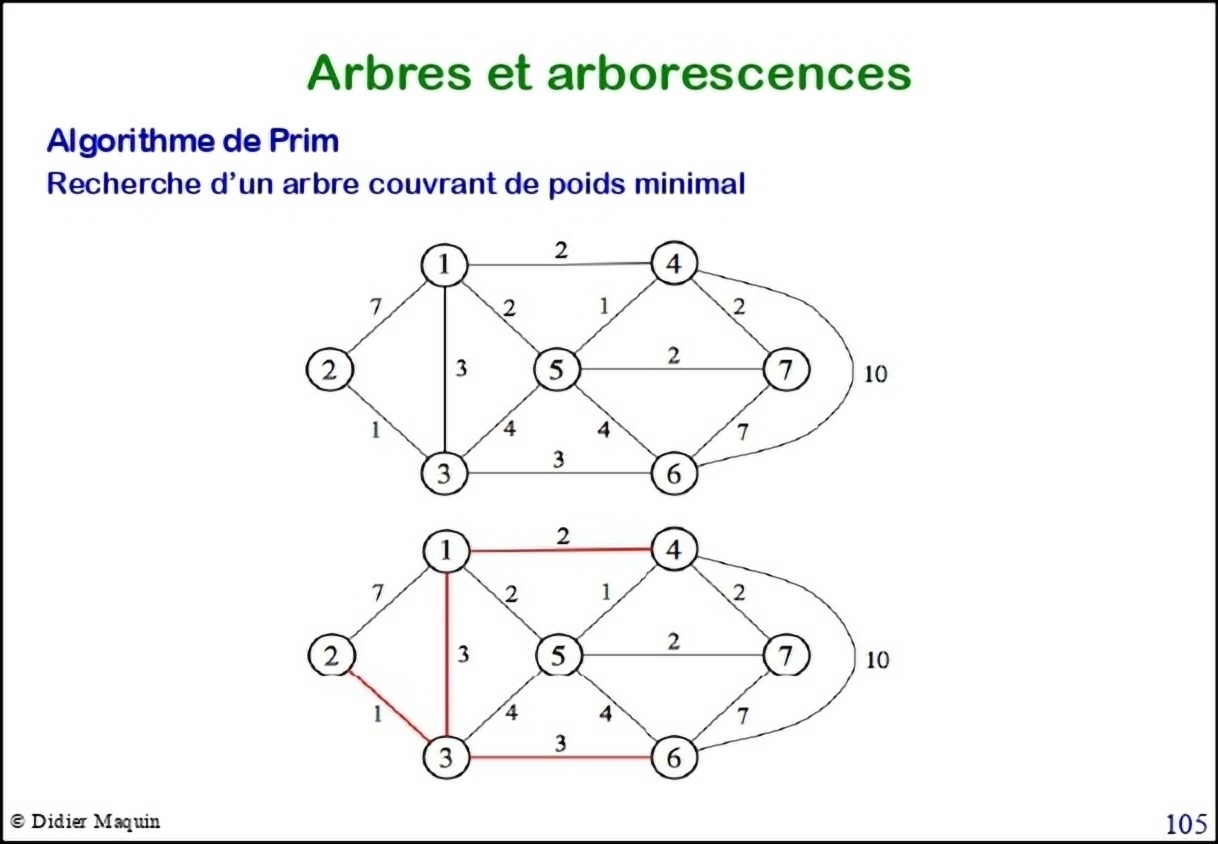 Arbres et arborescences
Algorithme de Prim
Recherche d'un arbre couvrant de poids minimal
1 2 4
7 2 1 2
2 3 5 2 7 10
1 4 4 7
3 3 6
1 2 4
7 2 1 2
2 3 5 2 7 10
1 4 4 7
3 3 6
© Didier Maquin
105